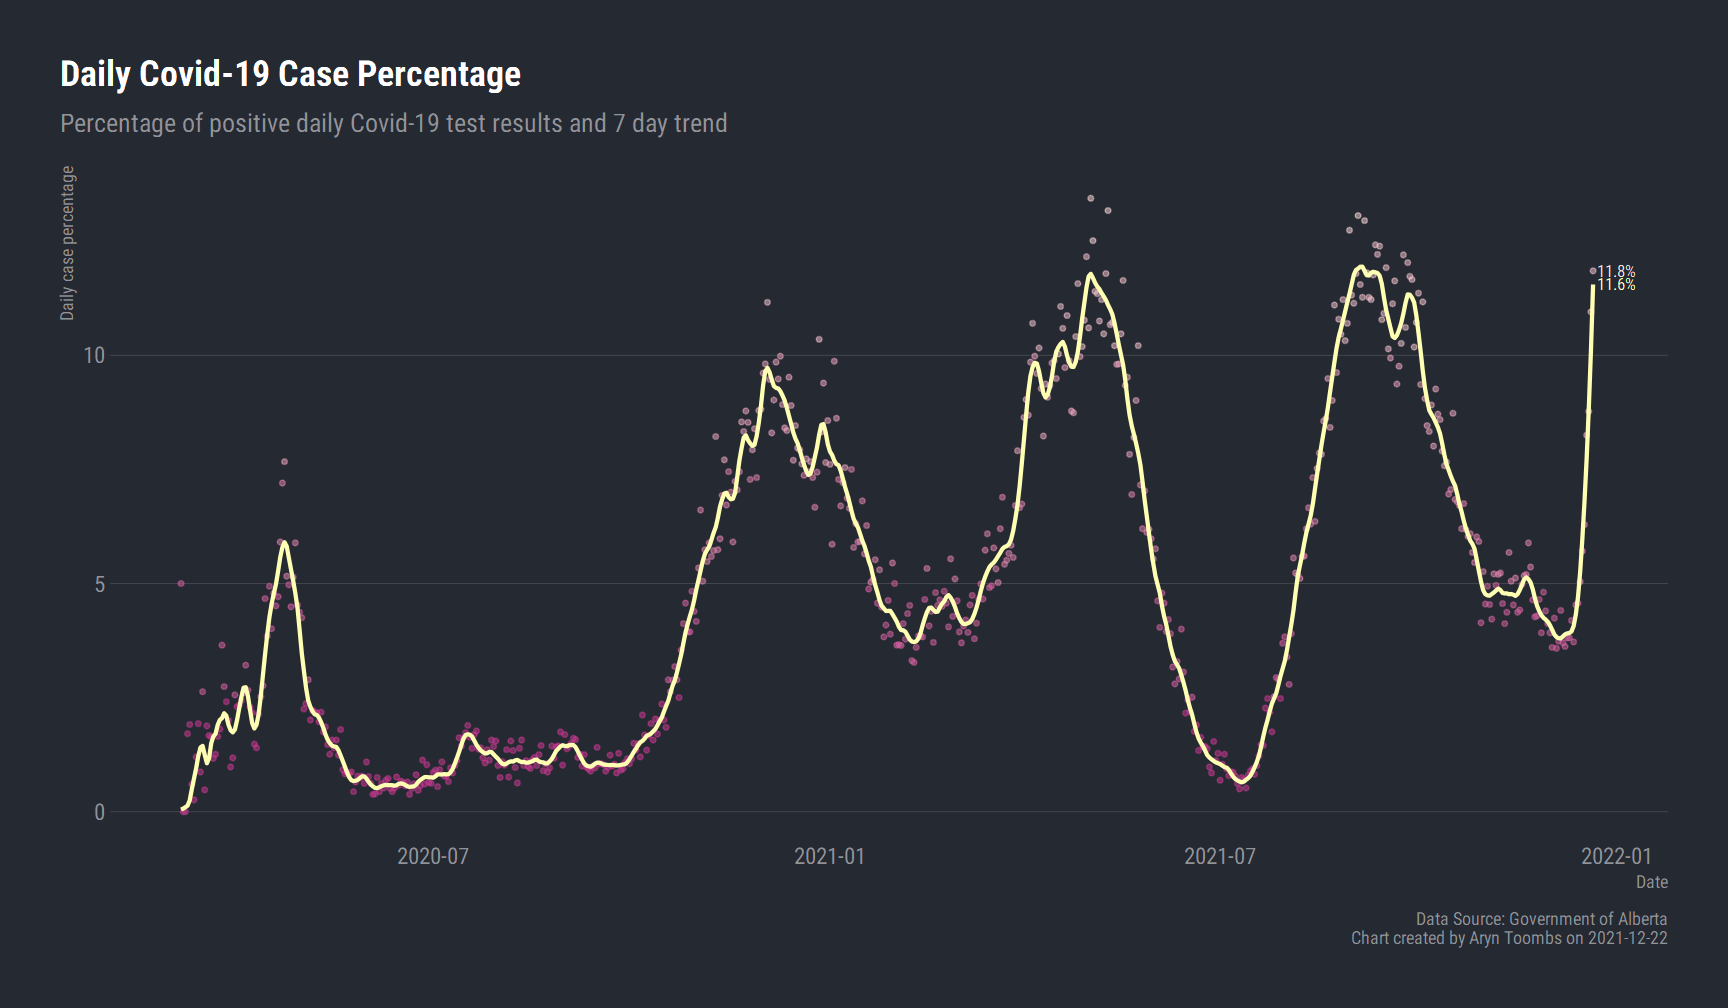 Daily Covid-19 Case Percentage
Percentage of positive daily Covid-19 test results and 7 day trend
Daily case percentage
11.8%
11.6%
10
5
0
2020-07
2021-01
2021-07
2022-01
Date
Data Source: Government of Alberta
Chart created by Aryn Toombs on 2021-12-22